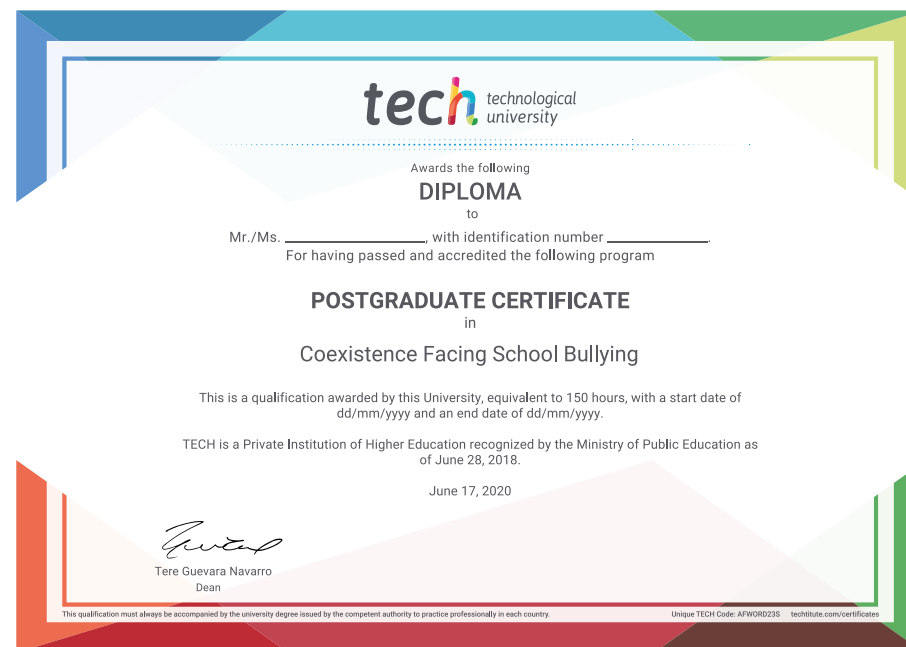 tech technological
university
Awards the following
DIPLOMA
to
Mr./Ms. ____________________, with identification number ______________.
For having passed and accredited the following program
POSTGRADUATE CERTIFICATE
in
Coexistence Facing School Bullying
This is a qualification awarded by this University, equivalent to 150 hours, with a start date of
dd/mm/yyyy and an end date of dd/mm/yyyy.
TECH is a Private Institution of Higher Education recognized by the Ministry of Public Education as
of June 28, 2018.
June 17, 2020
Tere Guevara Navarro
Dean
This qualification must always be accompanied by the university degree issued by the competent authority to practice professionally in each country.
Unique TECH Code: AFWORD23S techtitute.com/certificates